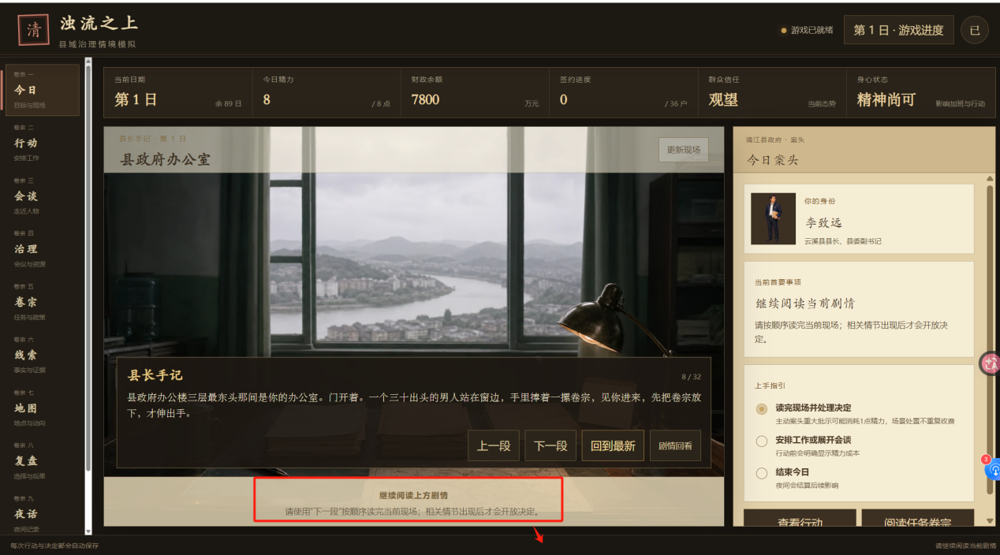 清
浊流之上
县域治理情境模拟
游戏已就绪
第 1 日 · 游戏进度
已
卷宗 一
今日
目标与现场
卷宗 二
行动
安排工作
卷宗 三
会谈
走近人物
卷宗 四
治理
会议与资源
卷宗 五
卷宗
任务与政策
卷宗 六
线索
事实与证据
卷宗 七
地图
地点与动向
卷宗 八
复盘
选择与后果
卷宗 九
夜话
夜间记录
当前日期
第 1 日
余 89 日
今日精力
8
/ 8 点
财政余额
7800
万元
签约进度
0
/ 36 户
群众信任
观望
当前态势
身心状态
精神尚可
影响加班与行动
县长手记 · 第 1 日
县政府办公室
更新现场
县长手记
8 / 32
县政府办公楼三层最东头那间是你的办公室。门开着。一个三十出头的男人站在窗边，手里捧着一摞卷宗，见你进来，先把卷宗放
下，才伸出手。
上一段
下一段
回到最新
剧情回看
继续阅读上方剧情
请使用“下一段”按顺序读完当前现场；相关情节出现后才会开放决定。
清江县政府 · 案头
今日案头
你的身份
李致远
云溪县县长、县委副书记
当前首要事项
继续阅读当前剧情
请按顺序读完当前现场；相关情节出现后才会开放决
定。
上手指引
读完现场并处理决定
主动案头重大批示可能消耗1点精力，场景处置不重复收费
安排工作或展开会谈
行动前会明确显示精力成本
结束今日
夜间会结算后续影响
3
查看行动
阅读任务卷宗
每次行动与决定都会自动保存
请继续阅读当前剧情